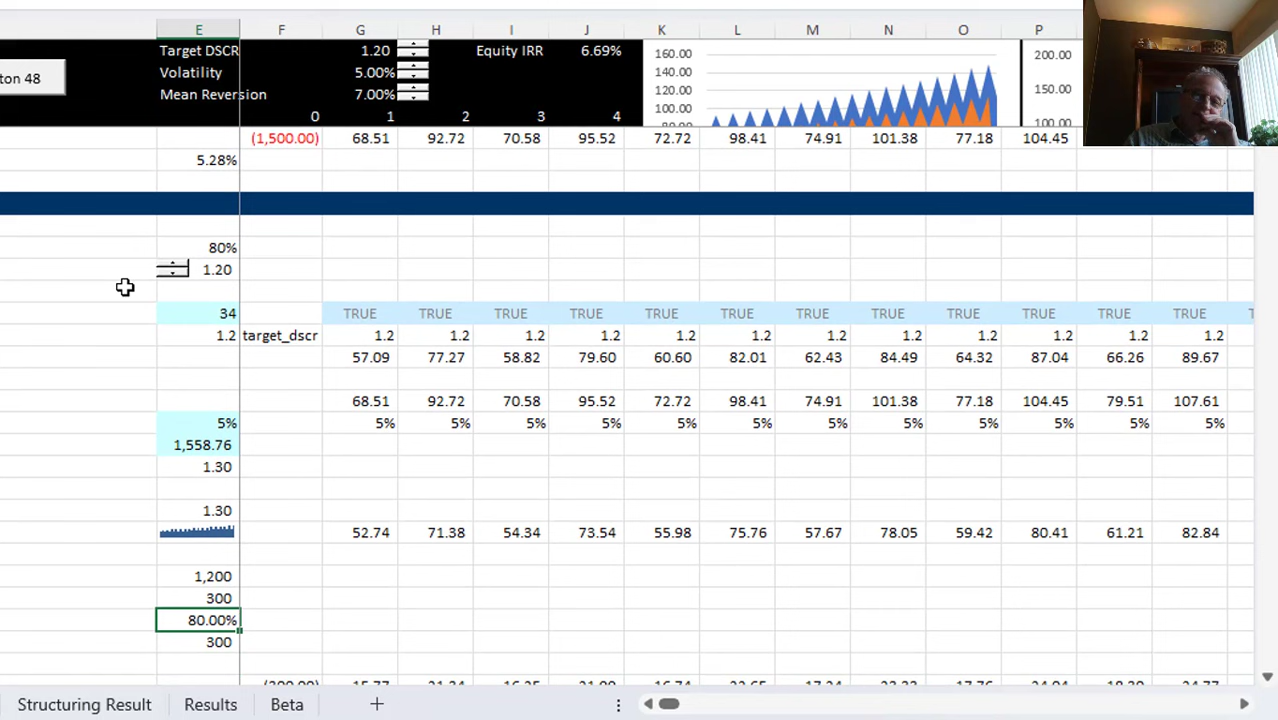 E F G H I J K L M N O P
ton 48
Target DSCR 1.20 Equity IRR 6.69%
Volatility 5.00%
Mean Reversion 7.00%
0 1 2 3 4
160.00
140.00
120.00
100.00
200.00
150.00
100.00
(1,500.00) 68.51 92.72 70.58 95.52 72.72 98.41 74.91 101.38 77.18 104.45
5.28%
80%
1.20
34 TRUE TRUE TRUE TRUE TRUE TRUE TRUE TRUE TRUE TRUE TRUE TRUE
1.2 target_dscr 1.2 1.2 1.2 1.2 1.2 1.2 1.2 1.2 1.2 1.2 1.2 1.2
57.09 77.27 58.82 79.60 60.60 82.01 62.43 84.49 64.32 87.04 66.26 89.67
68.51 92.72 70.58 95.52 72.72 98.41 74.91 101.38 77.18 104.45 79.51 107.61
5% 5% 5% 5% 5% 5% 5% 5% 5% 5% 5% 5% 5%
1,558.76
1.30
1.30
52.74 71.38 54.34 73.54 55.98 75.76 57.67 78.05 59.42 80.41 61.21 82.84
1,200
300
80.00%
300
Structuring Result Results Beta +